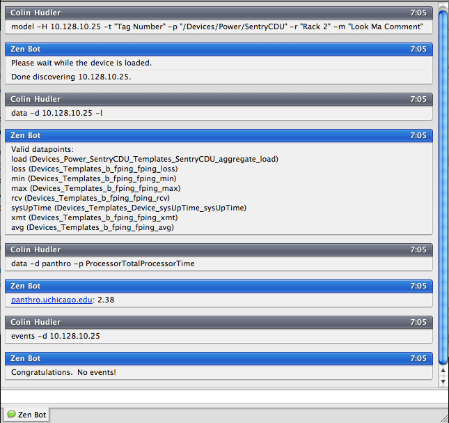 Colin Hudler 7:05
model -H 10.128.10.25 -t "Tag Number" -p "/Devices/Power/SentryCDU" -r "Rack 2" -m "Look Ma Comment"
Zen Bot 7:05
Please wait while the device is loaded.
Done discovering 10.128.10.25.
Colin Hudler 7:05
data -d 10.128.10.25 -l
Zen Bot 7:05
Valid datapoints:
load (Devices_Power_SentryCDU_Templates_SentryCDU_aggregate_load)
loss (Devices_Templates_b_fping_fping_loss)
min (Devices_Templates_b_fping_fping_min)
max (Devices_Templates_b_fping_fping_max)
rcv (Devices_Templates_b_fping_fping_rcv)
sysUpTime (Devices_Templates_Device_sysUpTime_sysUpTime)
xmt (Devices_Templates_b_fping_fping_xmt)
avg (Devices_Templates_b_fping_fping_avg)
Colin Hudler 7:05
data -d panthro -p ProcessorTotalProcessorTime
Zen Bot 7:05
panthro.uchicago.edu: 2.38
Colin Hudler 7:05
events -d 10.128.10.25
Zen Bot 7:05
Congratulations. No events!
Zen Bot